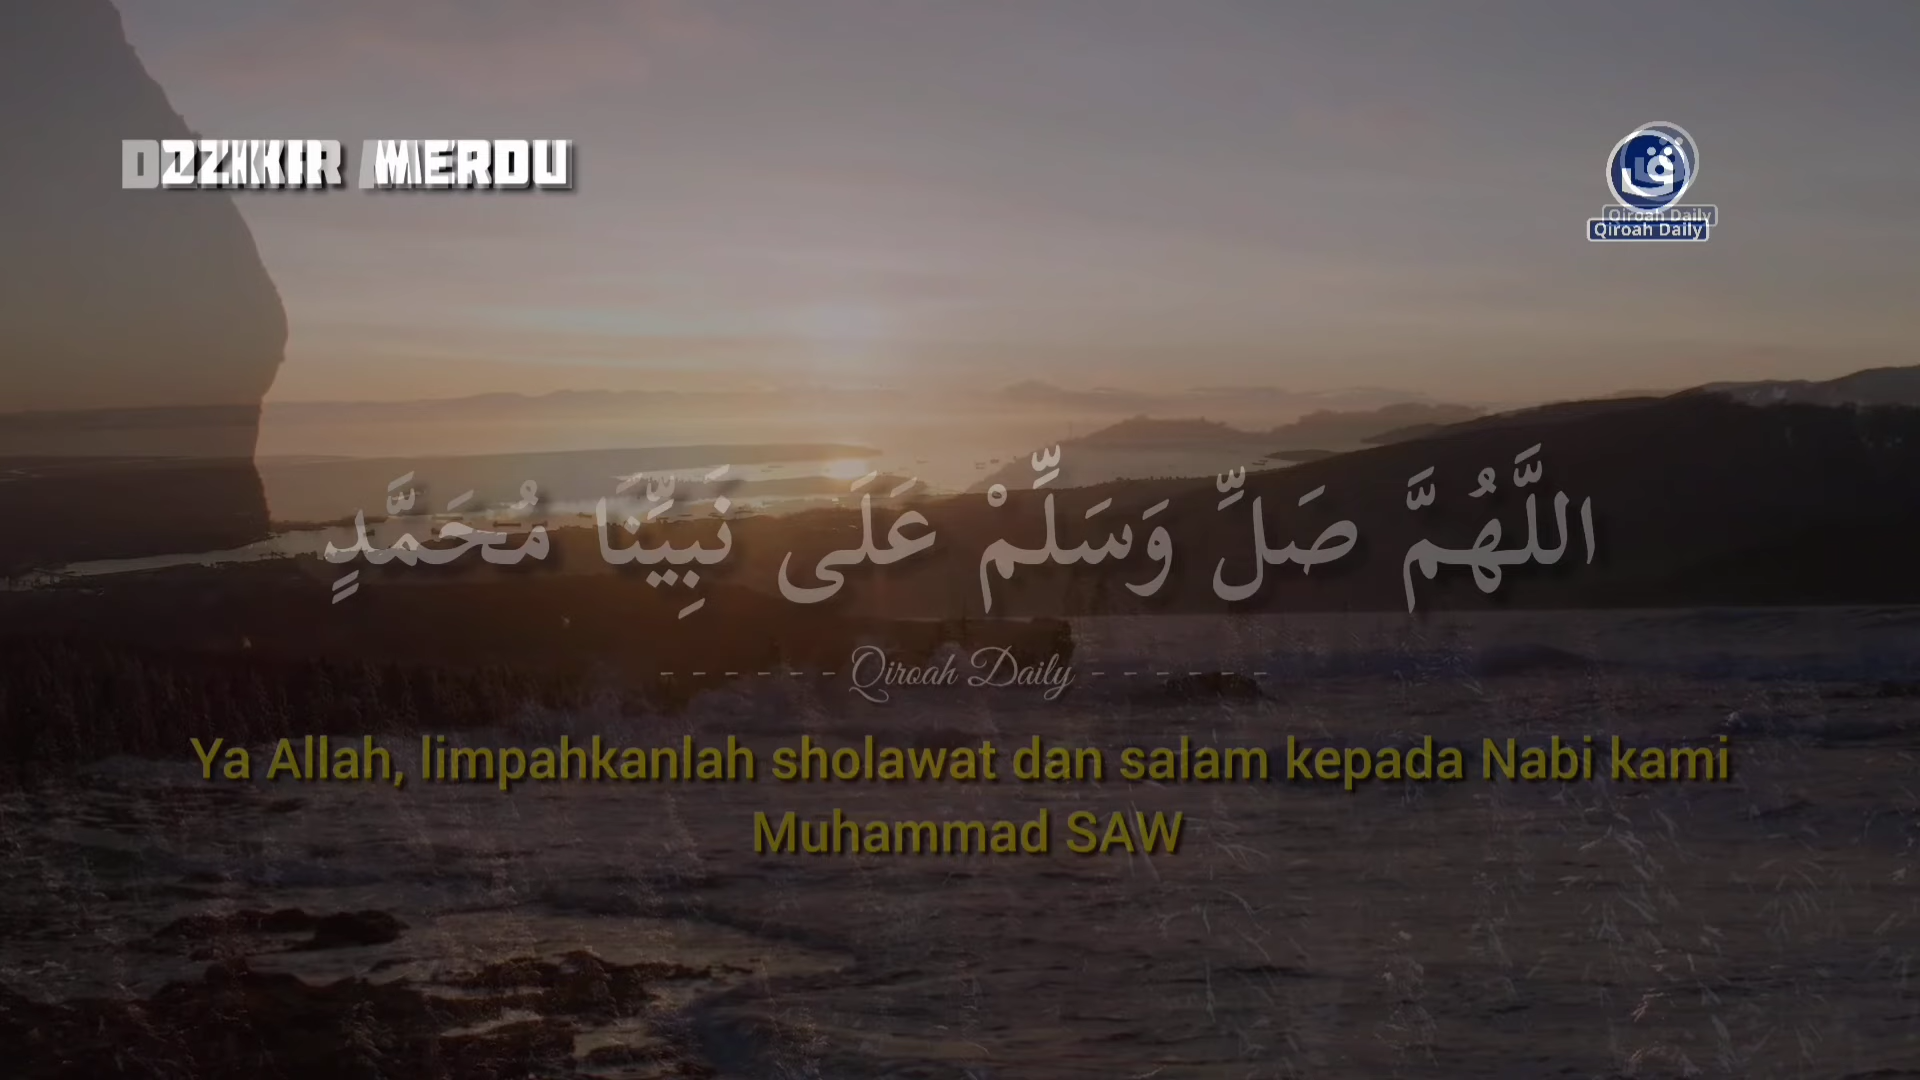 DZIKIR MERDU
Qiroah Daily
Qiroah Daily
اللَّهُمَّ صَلِّ وَسَلِّمْ عَلَى نَبِيِّنَا مُحَمَّدٍ
Qiroah Daily
Ya Allah, limpahkanlah sholawat dan salam kepada Nabi kami
Muhammad SAW